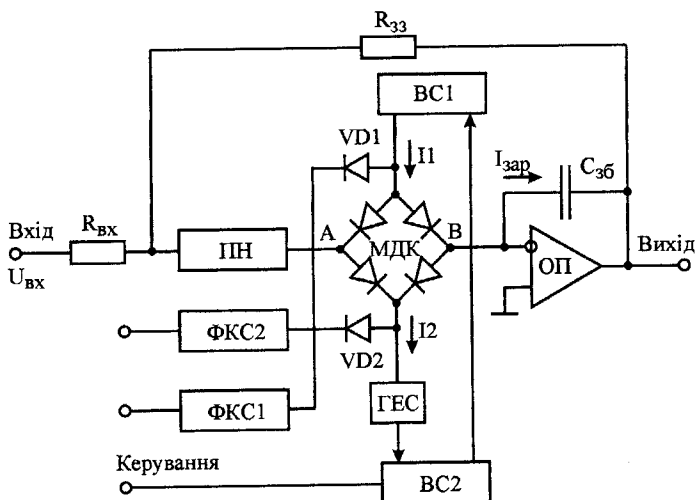 Rзз
ВС1
VD1
I1
Iзар
Cзб
Вхід
Rвх
Uвх
ПН
A
МДК
B
ОП
Вихід
ФКС2
VD2
I2
ФКС1
ГЕС
Керування
ВС2